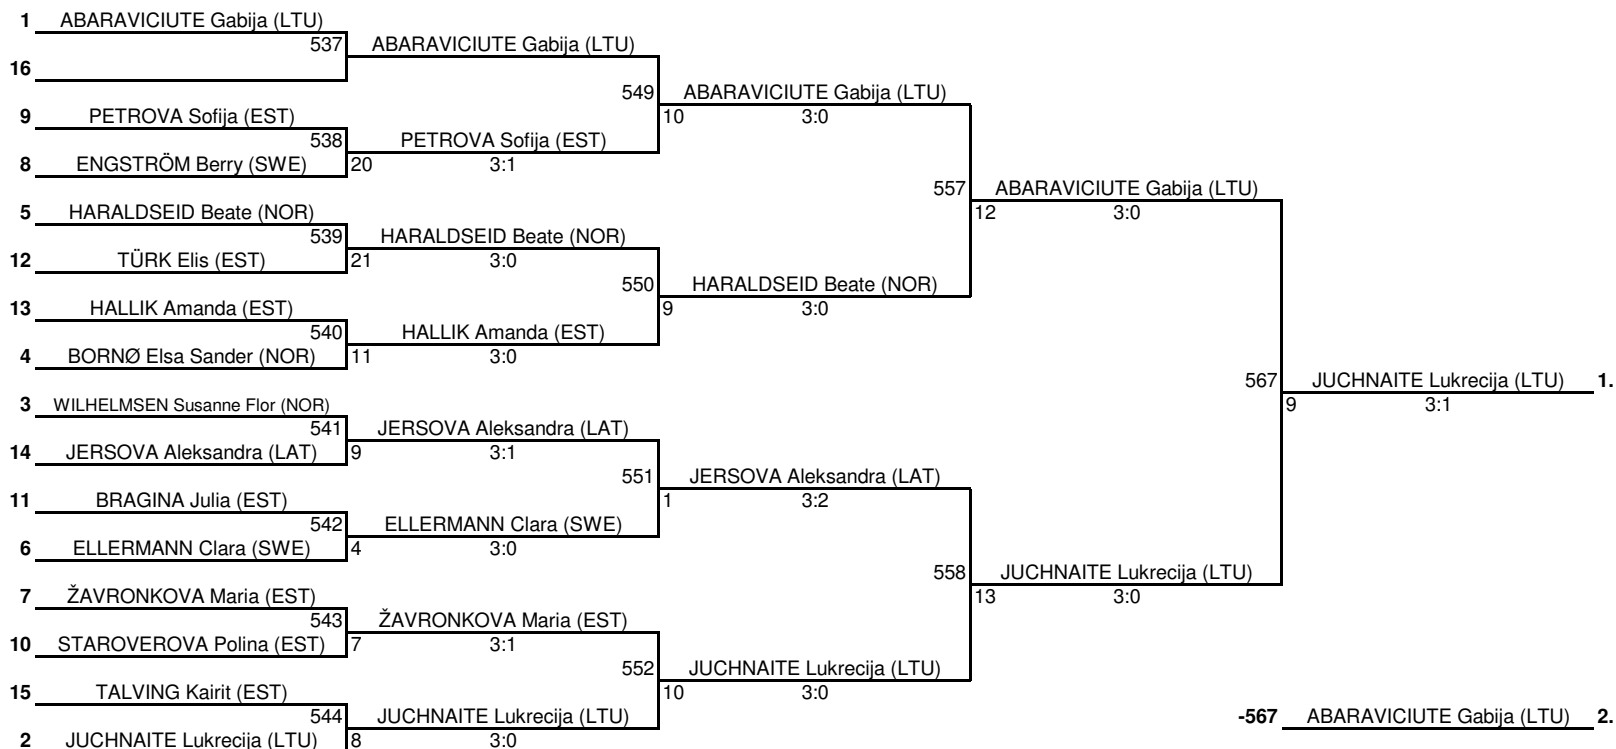 1 ABARAVICIUTE Gabija (LTU)
537 ABARAVICIUTE Gabija (LTU)
16
549 ABARAVICIUTE Gabija (LTU)
9 PETROVA Sofija (EST)
10 3:0
538 PETROVA Sofija (EST)
8 ENGSTRÖM Berry (SWE) 20 3:1
557 ABARAVICIUTE Gabija (LTU)
5 HARALDSEID Beate (NOR)
12 3:0
539 HARALDSEID Beate (NOR)
12 TÜRK Elis (EST) 21 3:0
550 HARALDSEID Beate (NOR)
13 HALLIK Amanda (EST)
9 3:0
540 HALLIK Amanda (EST)
4 BORNØ Elsa Sander (NOR) 11 3:0
567 JUCHNAITE Lukrecija (LTU) 1.
3 WILHELMSEN Susanne Flor (NOR)
9 3:1
541 JERSOVA Aleksandra (LAT)
14 JERSOVA Aleksandra (LAT) 9 3:1
551 JERSOVA Aleksandra (LAT)
11 BRAGINA Julia (EST)
1 3:2
542 ELLERMANN Clara (SWE)
6 ELLERMANN Clara (SWE) 4 3:0
558 JUCHNAITE Lukrecija (LTU)
7 ŽAVRONKOVA Maria (EST)
13 3:0
543 ŽAVRONKOVA Maria (EST)
10 STAROVEROVA Polina (EST) 7 3:1
552 JUCHNAITE Lukrecija (LTU)
15 TALVING Kairit (EST)
10 3:0
544 JUCHNAITE Lukrecija (LTU)
-567 ABARAVICIUTE Gabija (LTU) 2.
2 JUCHNAITE Lukrecija (LTU) 8 3:0